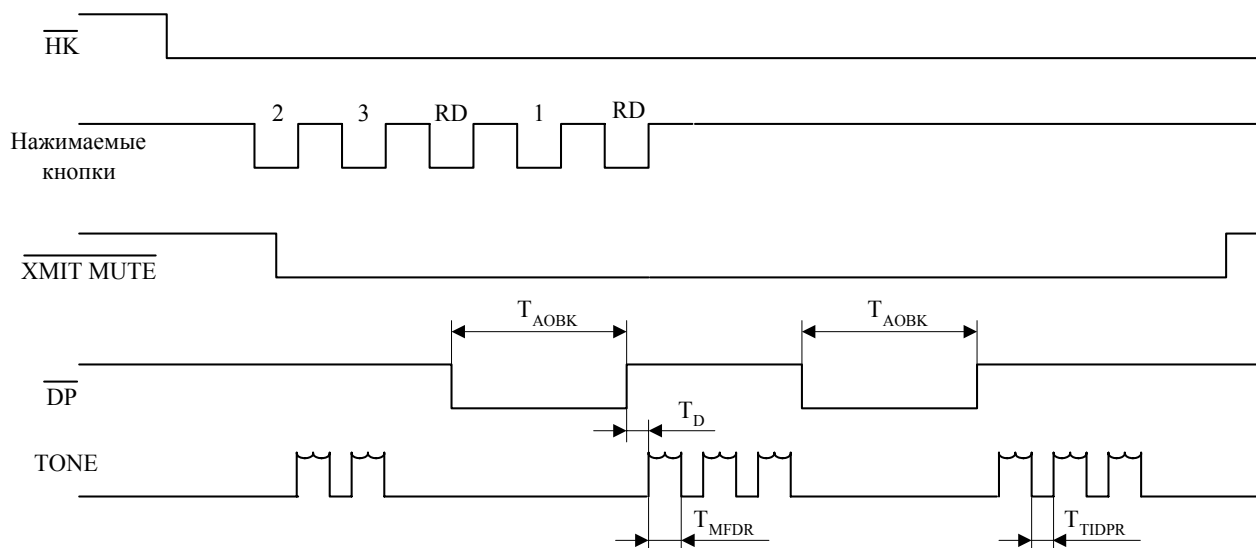 HK
2 3 RD 1 RD
Нажимаемые
кнопки
XMIT MUTE
T_AOBK T_AOBK
DP
T_D
TONE
T_MFDR T_TIDPR